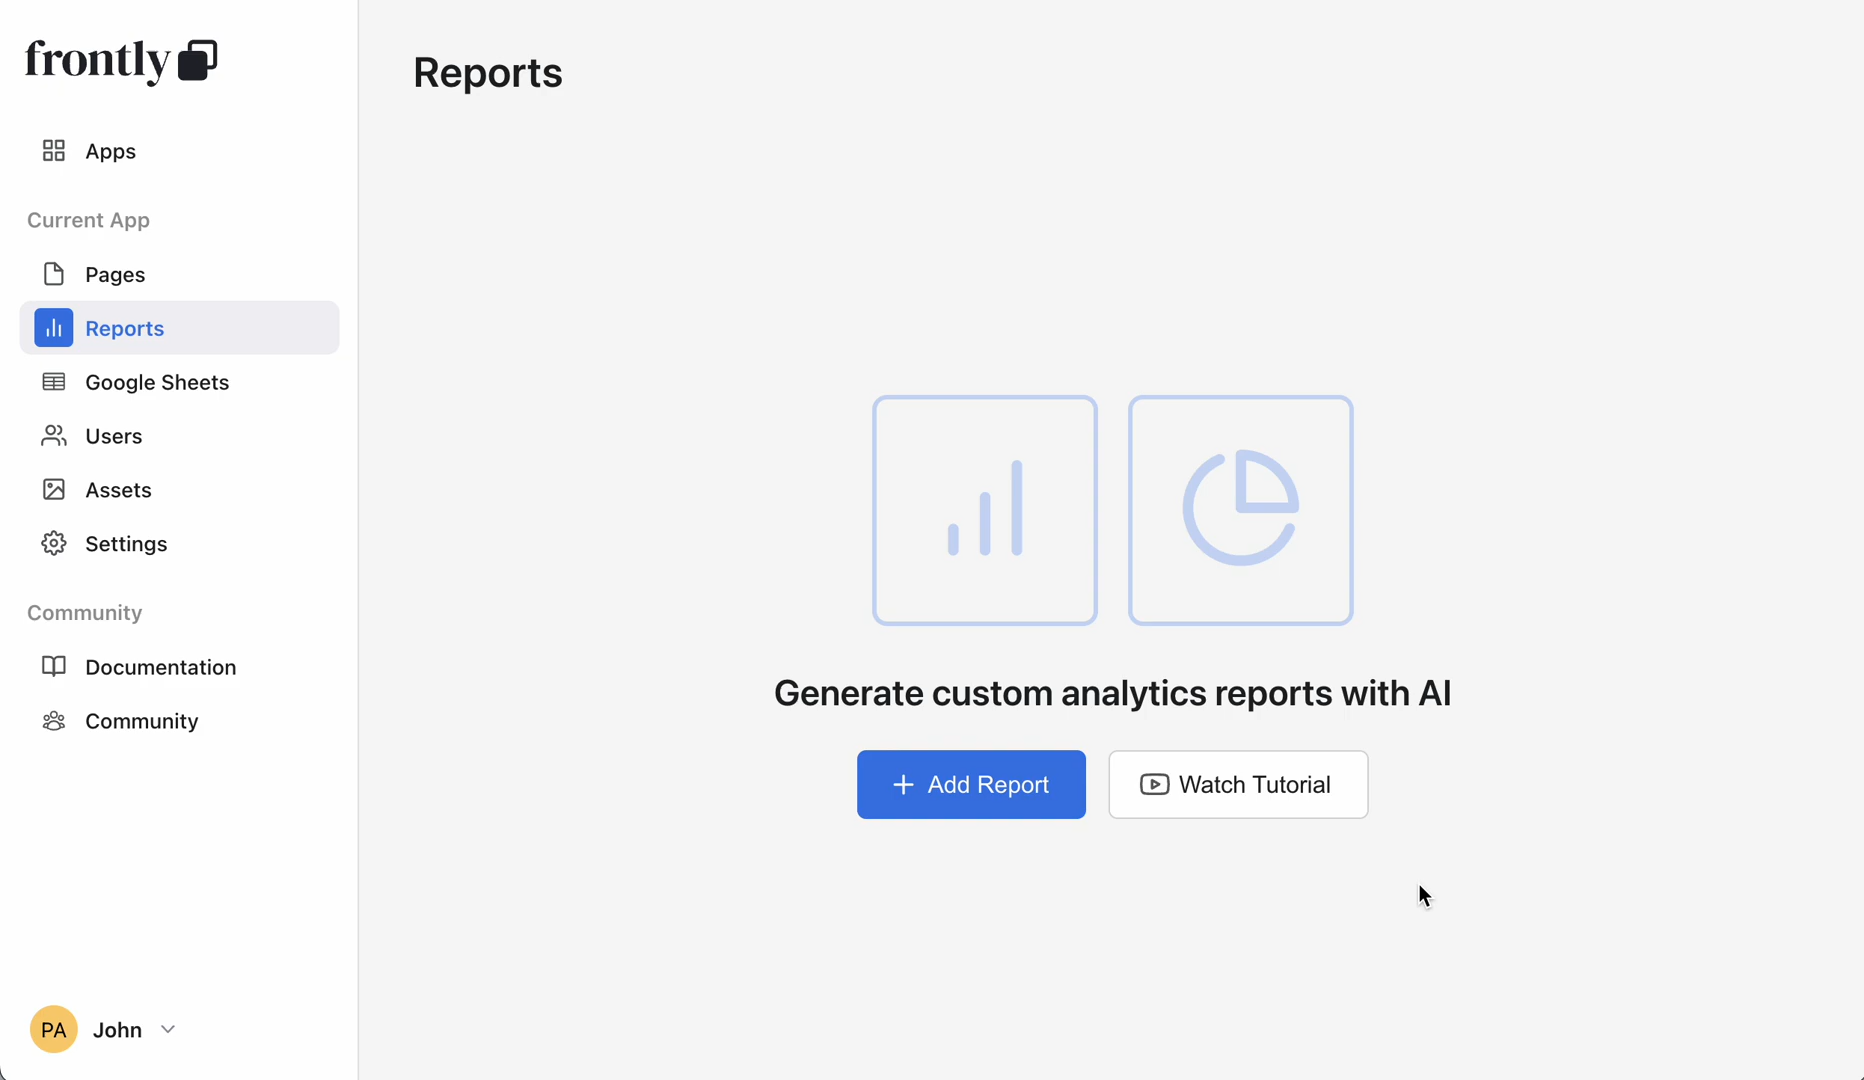 frontly
Apps
Current App
Pages
Reports
Google Sheets
Users
Assets
Settings
Community
Documentation
Community
PA
John
Reports
Generate custom analytics reports with AI
Add Report
Watch Tutorial